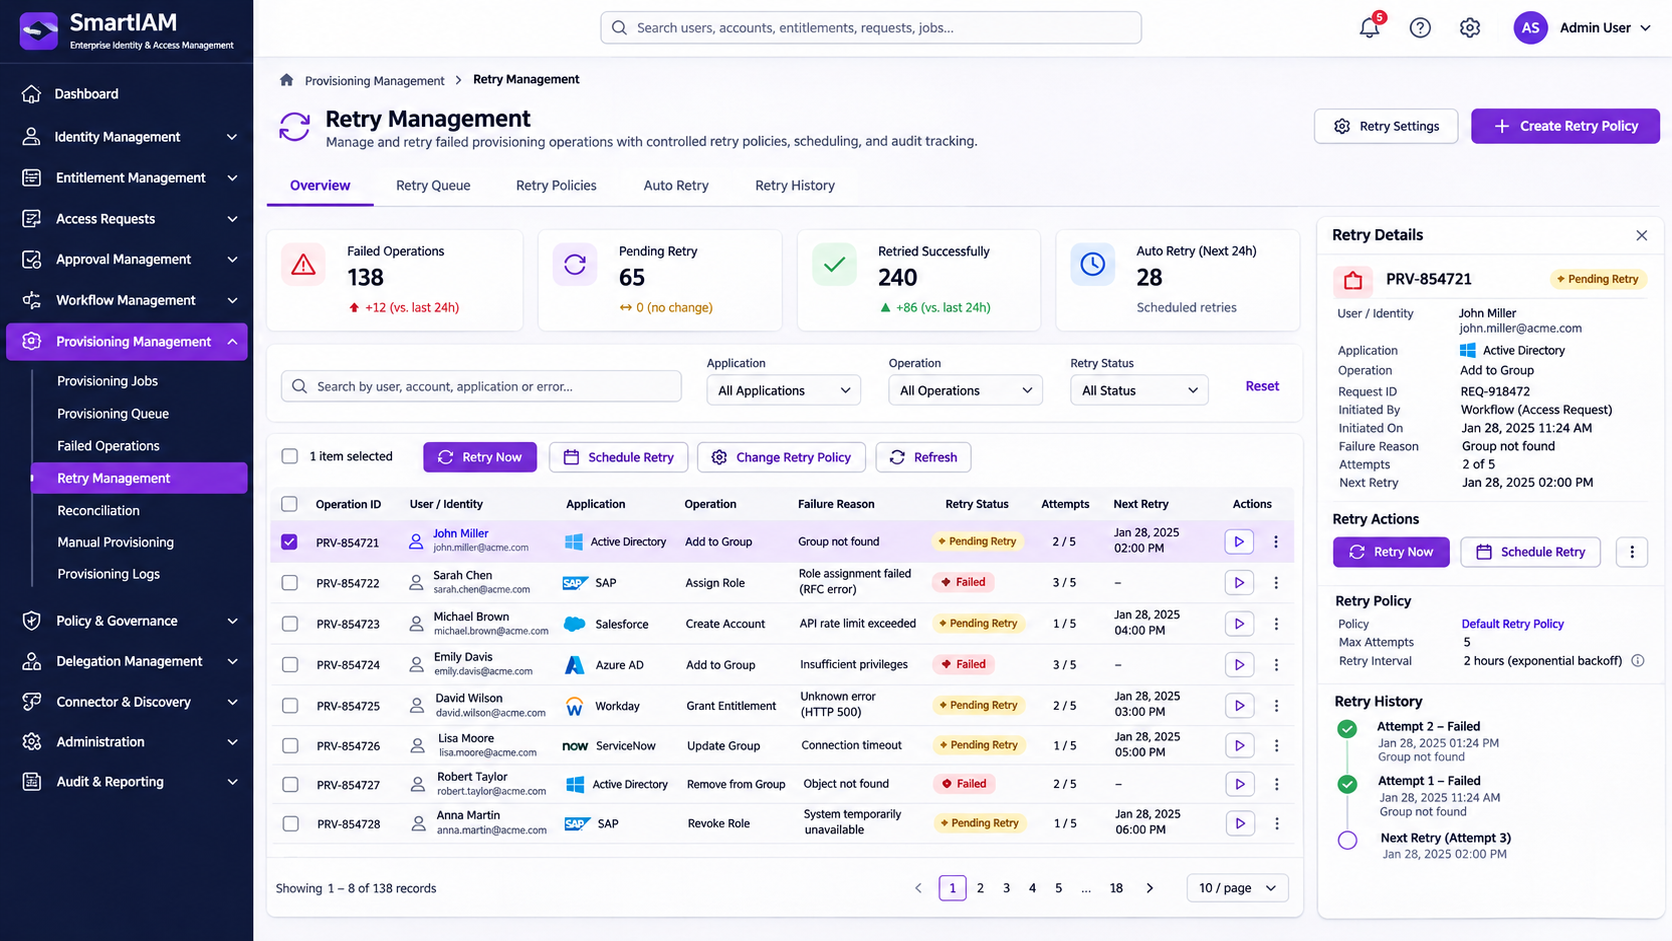 SmartIAM
Enterprise Identity & Access Management
Search users, accounts, entitlements, requests, jobs...
5
AS
Admin User
Dashboard
Identity Management
Entitlement Management
Access Requests
Approval Management
Workflow Management
Provisioning Management
Provisioning Jobs
Provisioning Queue
Failed Operations
Retry Management
Reconciliation
Manual Provisioning
Provisioning Logs
Policy & Governance
Delegation Management
Connector & Discovery
Administration
Audit & Reporting
Provisioning Management > Retry Management
Retry Management
Manage and retry failed provisioning operations with controlled retry policies, scheduling, and audit tracking.
Retry Settings
+ Create Retry Policy
Overview Retry Queue Retry Policies Auto Retry Retry History
Failed Operations
138
+12 (vs. last 24h)
Pending Retry
65
↔ 0 (no change)
Retried Successfully
240
▲ +86 (vs. last 24h)
Auto Retry (Next 24h)
28
Scheduled retries
Search by user, account, application or error...
Application
All Applications
Operation
All Operations
Retry Status
All Status
Reset
1 item selected Retry Now Schedule Retry Change Retry Policy Refresh
Operation ID User / Identity Application Operation Failure Reason Retry Status Attempts Next Retry Actions
PRV-854721 John Miller Active Directory Add to Group Group not found Pending Retry 2 / 5 Jan 28, 2025
john.miller@acme.com 02:00 PM
PRV-854722 Sarah Chen SAP SAP Assign Role Role assignment failed Failed 3 / 5 –
sarah.chen@acme.com (RFC error)
PRV-854723 Michael Brown Salesforce Create Account API rate limit exceeded Pending Retry 1 / 5 Jan 28, 2025
michael.brown@acme.com 04:00 PM
PRV-854724 Emily Davis Azure AD Add to Group Insufficient privileges Failed 3 / 5 –
emily.davis@acme.com
PRV-854725 David Wilson Workday Grant Entitlement Unknown error Pending Retry 2 / 5 Jan 28, 2025
david.wilson@acme.com (HTTP 500) 03:00 PM
PRV-854726 Lisa Moore now ServiceNow Update Group Connection timeout Pending Retry 1 / 5 Jan 28, 2025
lisa.moore@acme.com 05:00 PM
PRV-854727 Robert Taylor Active Directory Remove from Group Object not found Failed 2 / 5 –
robert.taylor@acme.com
PRV-854728 Anna Martin SAP SAP Revoke Role System temporarily Pending Retry 1 / 5 Jan 28, 2025
anna.martin@acme.com unavailable 06:00 PM
Showing 1 – 8 of 138 records
< 1 2 3 4 5 ... 18 >
10 / page
Retry Details
PRV-854721 Pending Retry
User / Identity John Miller
john.miller@acme.com
Application Active Directory
Operation Add to Group
Request ID REQ-918472
Initiated By Workflow (Access Request)
Initiated On Jan 28, 2025 11:24 AM
Failure Reason Group not found
Attempts 2 of 5
Next Retry Jan 28, 2025 02:00 PM
Retry Actions
Retry Now Schedule Retry
Retry Policy
Policy Default Retry Policy
Max Attempts 5
Retry Interval 2 hours (exponential backoff)
Retry History
Attempt 2 – Failed
Jan 28, 2025 01:24 PM
Group not found
Attempt 1 – Failed
Jan 28, 2025 11:24 AM
Group not found
Next Retry (Attempt 3)
Jan 28, 2025 02:00 PM